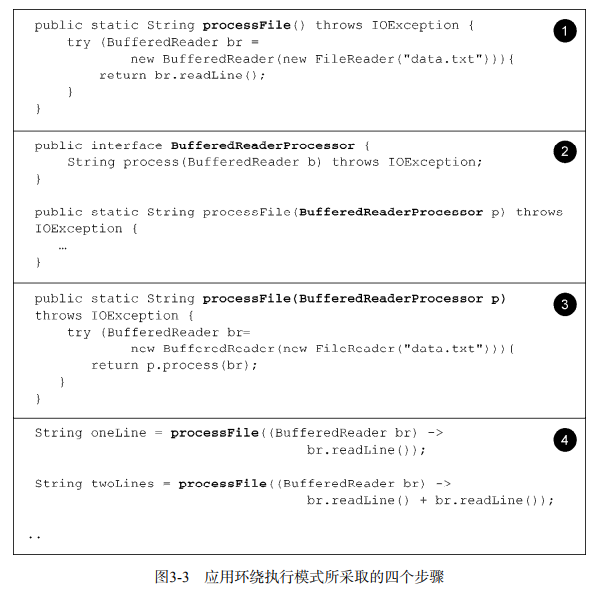 public static String processFile() throws IOException {
try (BufferedReader br =
new BufferedReader(new FileReader("data.txt"))){
return br.readLine();
}
}
1
public interface BufferedReaderProcessor {
String process(BufferedReader b) throws IOException;
}
2
public static String processFile(BufferedReaderProcessor p) throws
IOException {
…
}
public static String processFile(BufferedReaderProcessor p)
throws IOException {
try (BufferedReader br=
new BufferedReader(new FileReader("data.txt"))){
return p.process(br);
}
}
3
String oneLine = processFile((BufferedReader br) ->
br.readLine());
4
String twoLines = processFile((BufferedReader br) ->
br.readLine() + br.readLine());
..
图3-3 应用环绕执行模式所采取的四个步骤